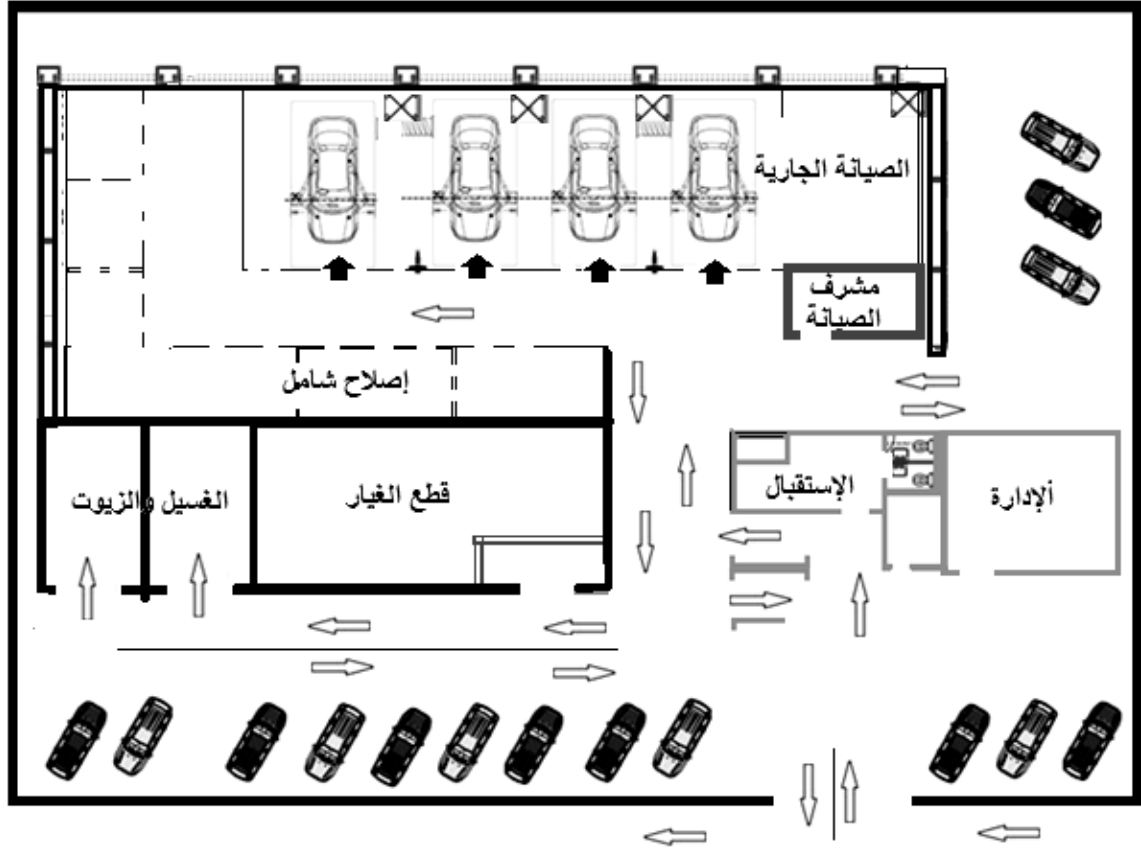 الصيانة الجارية
مشرف
الصيانة
إصلاح شامل
الإستقبال
ألإدارة
قطع الغيار
الغسيل والزيوت